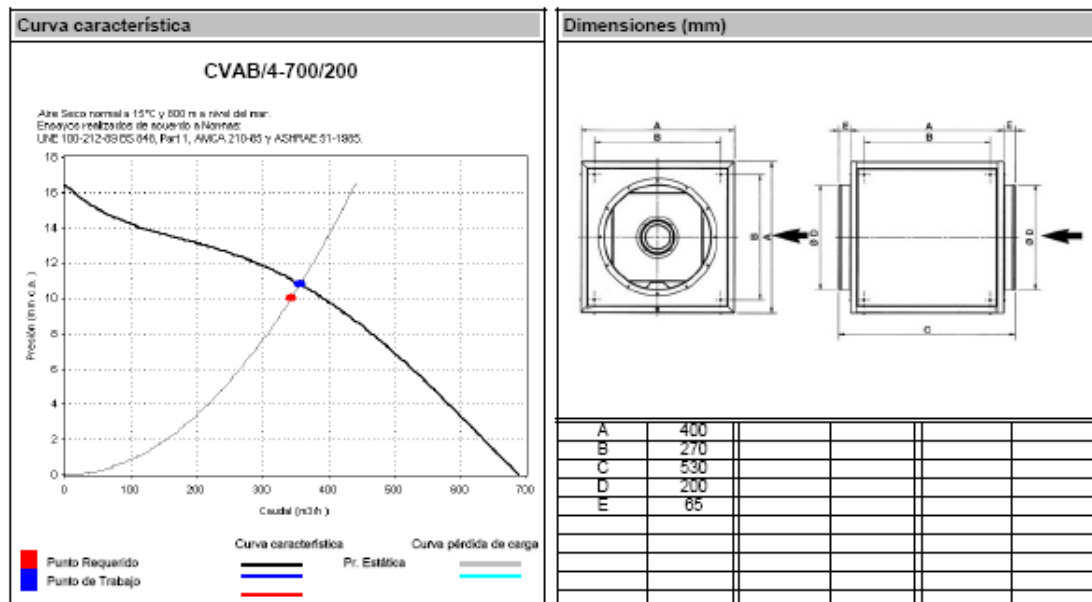 Curva característica
CVAB/4-700/200
Aire Seco normal a 15°C y 800 m a nivel del mar.
Ensayos realizados de acuerdo a Normas:
UNE 100-212-89 BS 848, Part 1, AMCA 210-85 y ASHRAE 51-1985.
18
16
14
12
10
8
6
4
2
0
Presión (mm c.a.)
0 100 200 300 400 500 600 700
Caudal (m3/h )
Curva característica
Curva pérdida de carga
Punto Requerido
Pr. Estática
Punto de Trabajo
Dimensiones (mm)
A
B
B
A
E
A
E
B
Ø D
Ø D
C
A 400
B 270
C 530
D 200
E 65